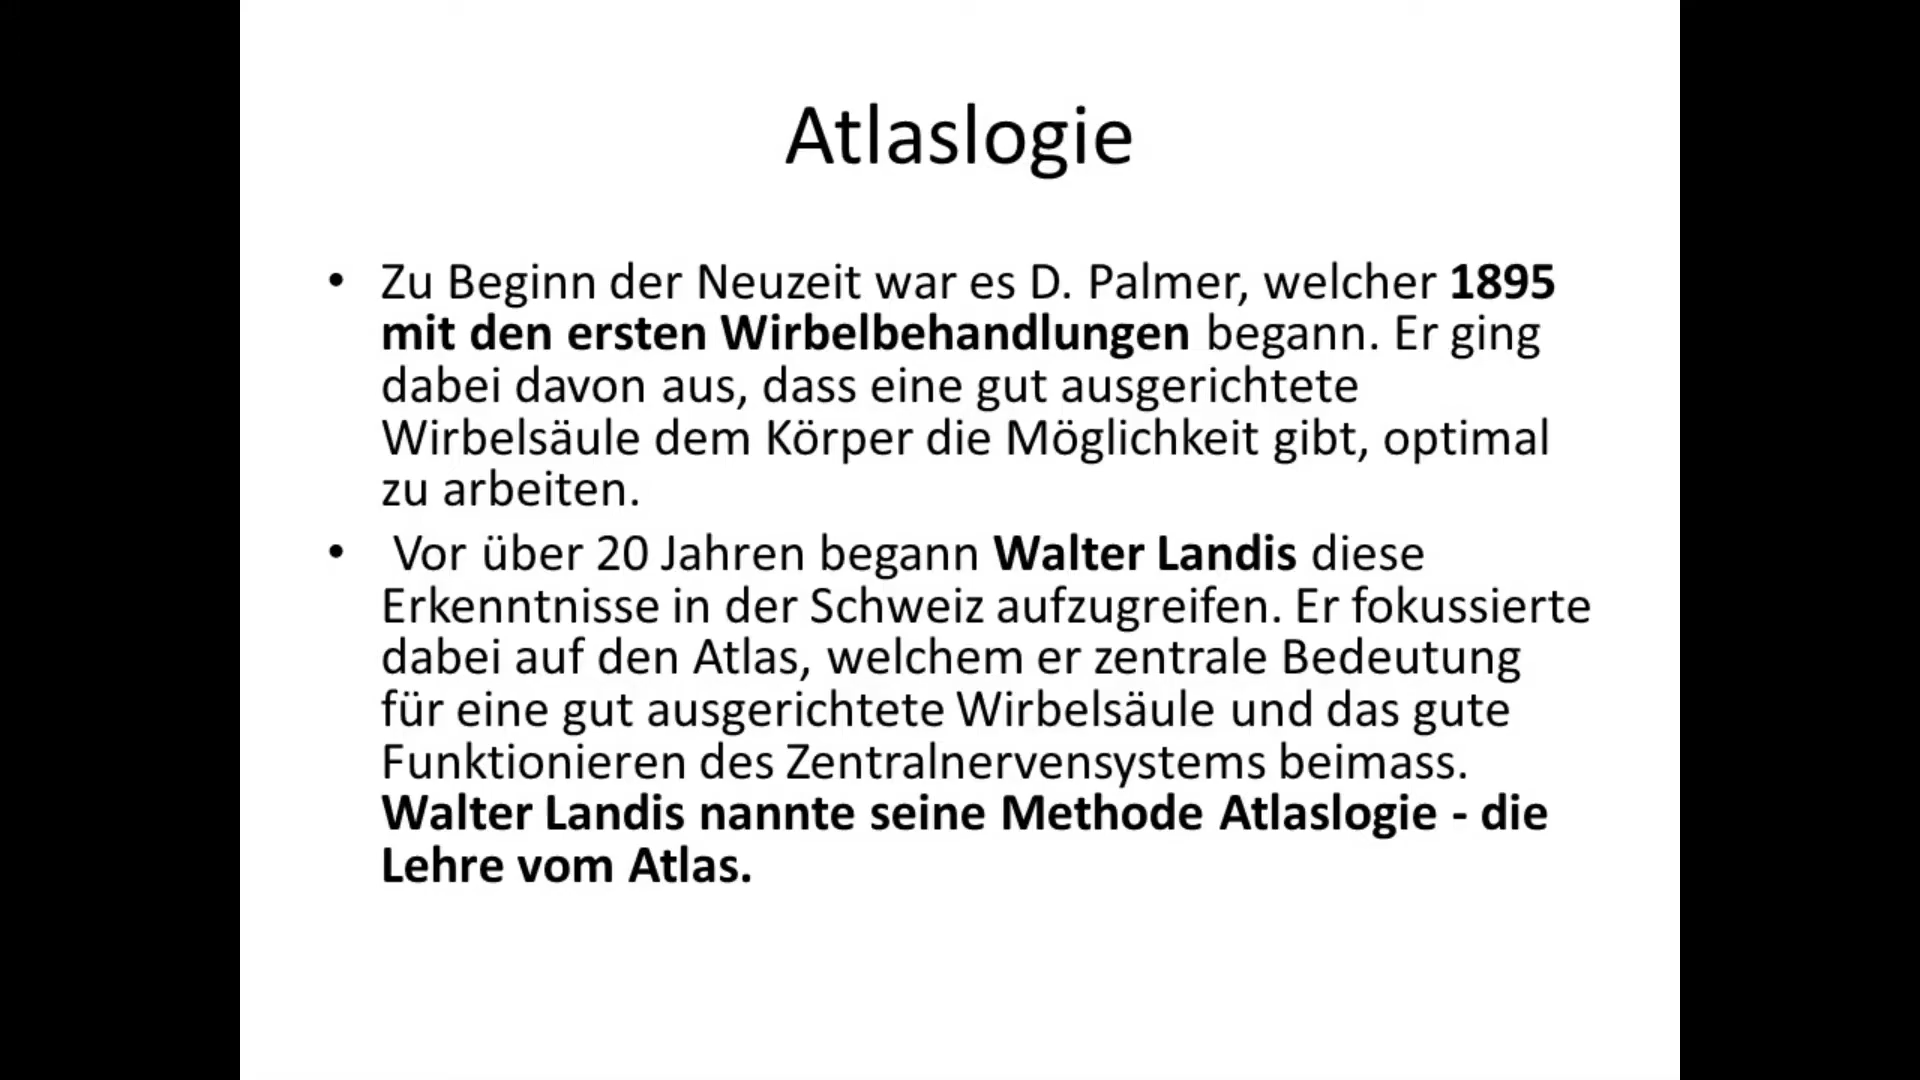 Atlaslogie
• Zu Beginn der Neuzeit war es D. Palmer, welcher 1895
mit den ersten Wirbelbehandlungen begann. Er ging
dabei davon aus, dass eine gut ausgerichtete
Wirbelsäule dem Körper die Möglichkeit gibt, optimal
zu arbeiten.
• Vor über 20 Jahren begann Walter Landis diese
Erkenntnisse in der Schweiz aufzugreifen. Er fokussierte
dabei auf den Atlas, welchem er zentrale Bedeutung
für eine gut ausgerichtete Wirbelsäule und das gute
Funktionieren des Zentralnervensystems beimass.
Walter Landis nannte seine Methode Atlaslogie - die
Lehre vom Atlas.